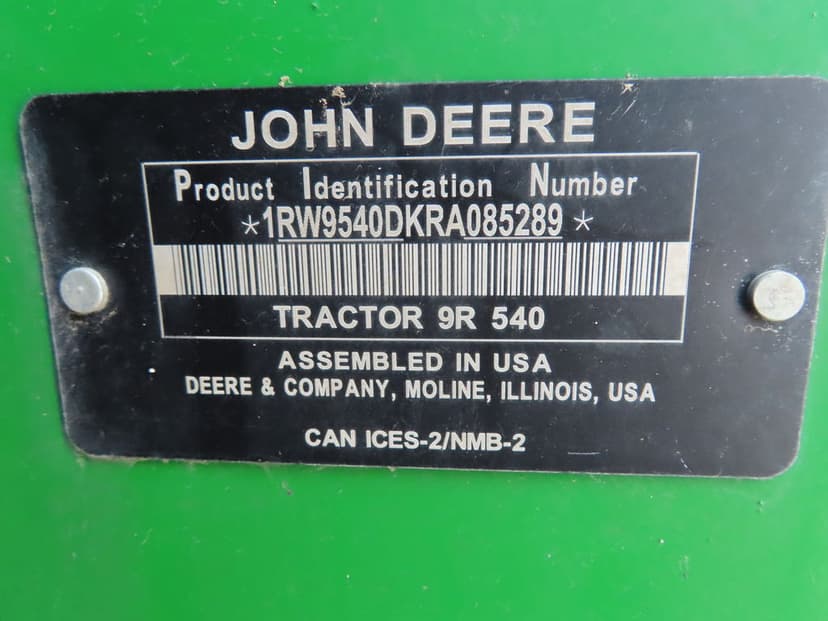 JOHN DEERE
Product Identification Number
*1RW9540DKRA085289*
TRACTOR 9R 540
ASSEMBLED IN USA
DEERE & COMPANY, MOLINE, ILLINOIS, USA
CAN ICES-2/NMB-2